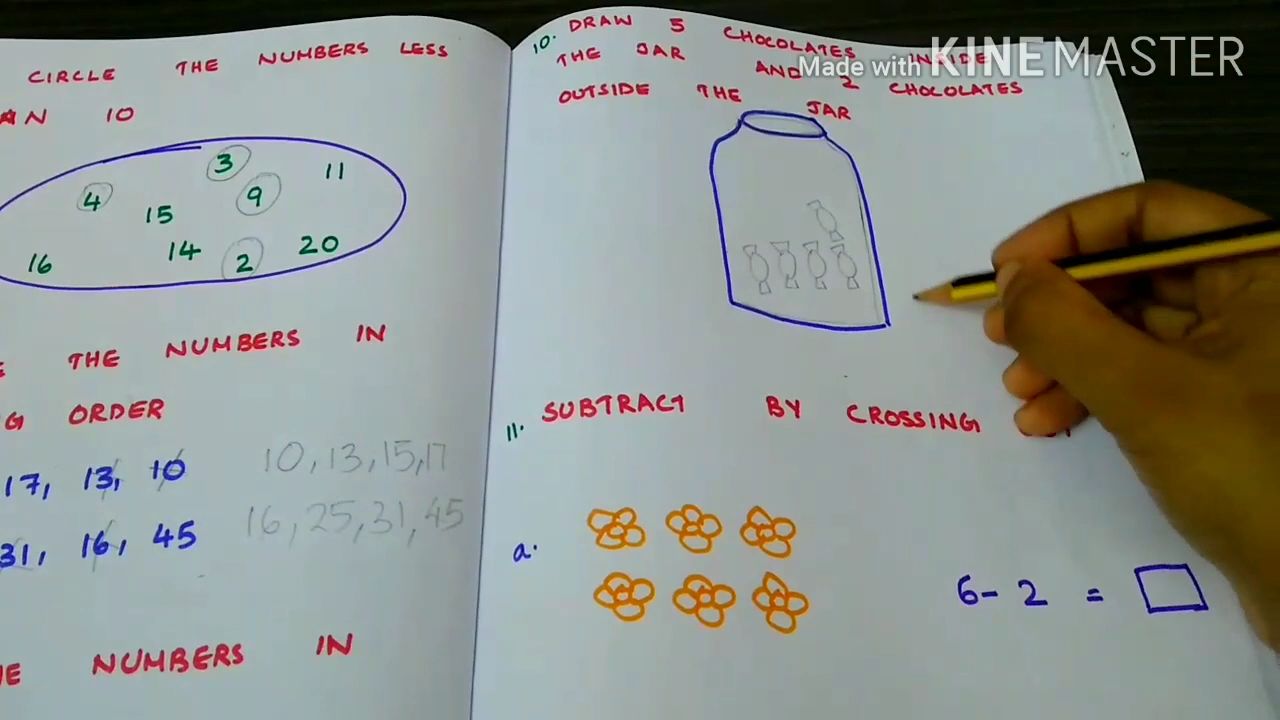 CIRCLE THE NUMBERS LESS
10
3
11
4
9
15
14
20
2
16
THE NUMBERS IN
ORDER
17, 13, 10
10, 13, 15, 17
31, 16, 45
16, 25, 31, 45
NUMBERS IN
10. DRAW 5 CHOCOLATES INSIDE
THE JAR AND 2 CHOCOLATES
OUTSIDE THE JAR
Made with KINEMASTER
11. SUBTRACT BY CROSSING
a.
6 - 2 =